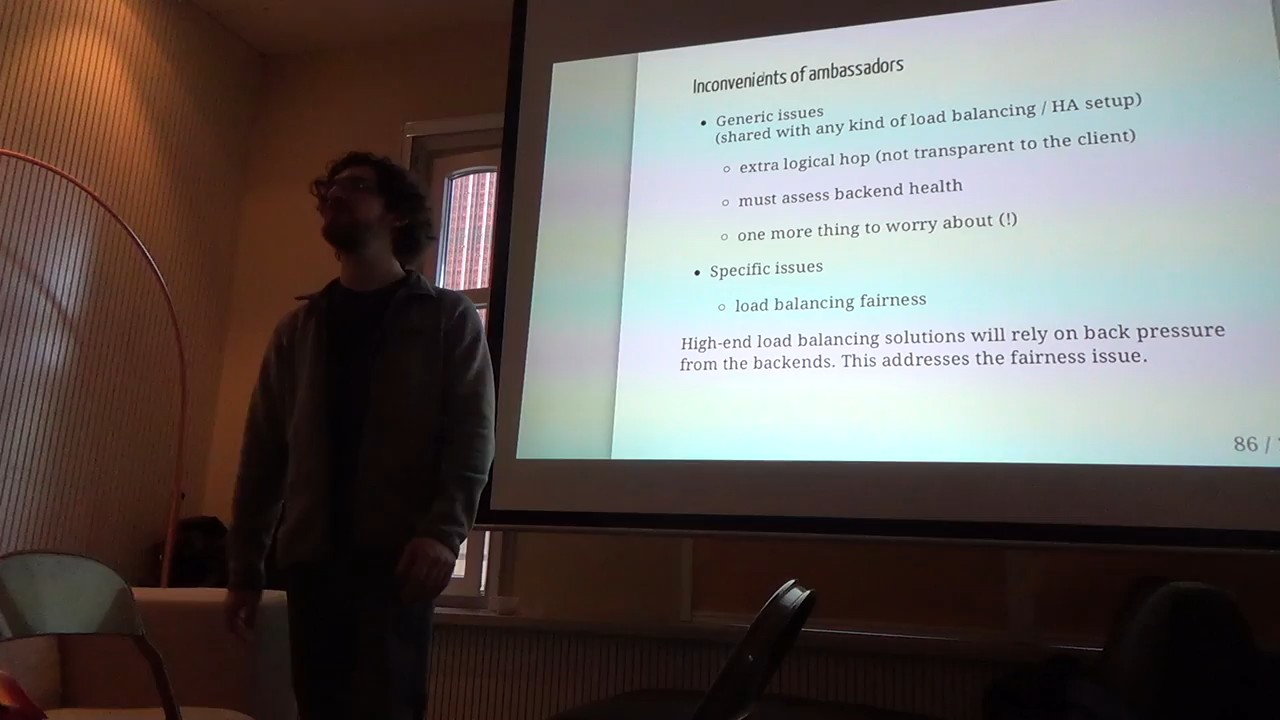 Inconvenients of ambassadors
• Generic issues
(shared with any kind of load balancing / HA setup)
○ extra logical hop (not transparent to the client)
○ must assess backend health
○ one more thing to worry about (!)
• Specific issues
○ load balancing fairness
High-end load balancing solutions will rely on back pressure
from the backends. This addresses the fairness issue.
86 /